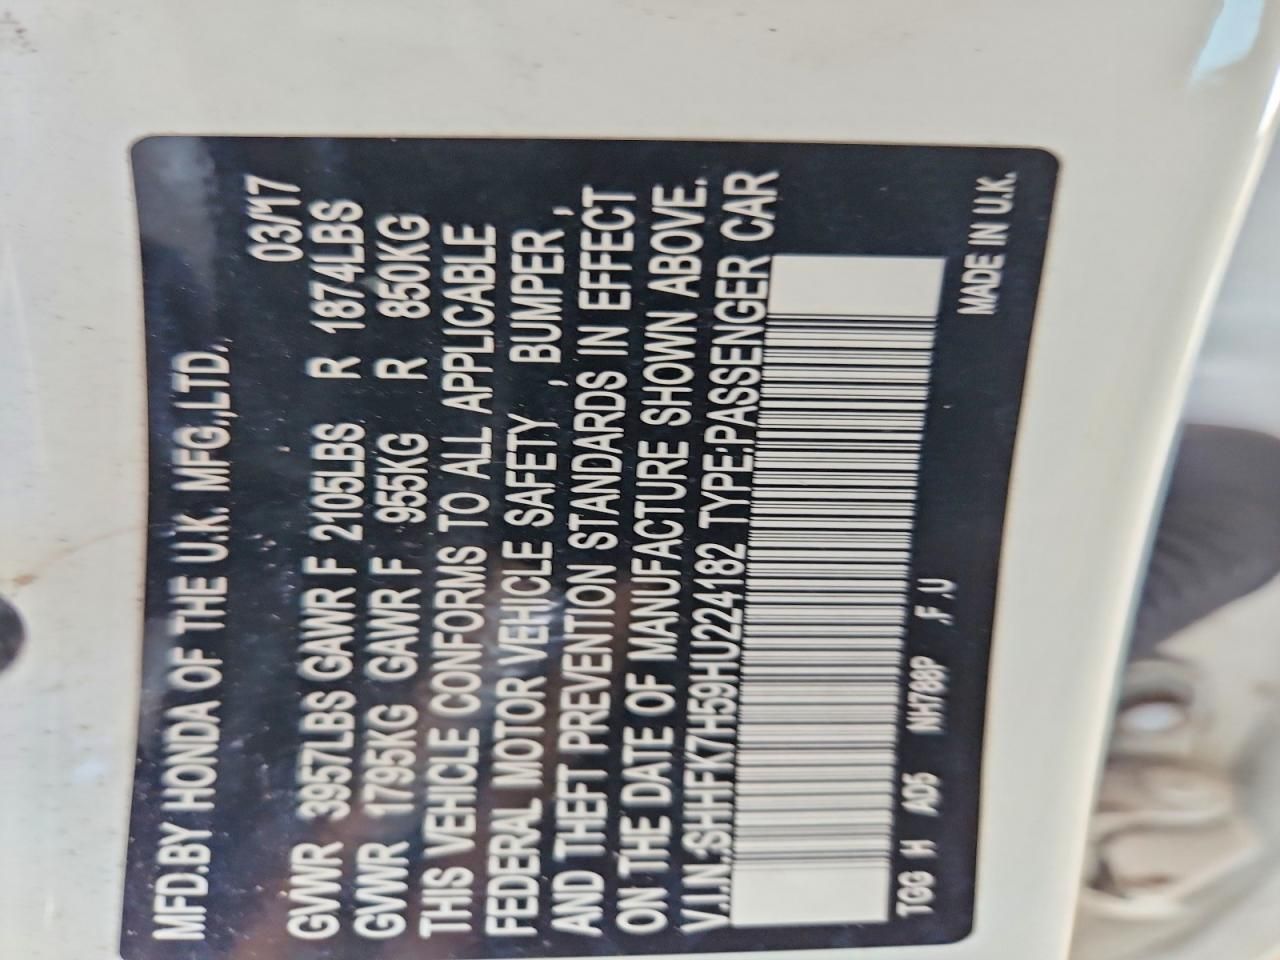 MFD.BY HONDA OF THE U.K. MFG.,LTD.
03/'17
GVWR 3957LBS GAWR F 2105LBS R 1874LBS
GVWR 1795KG GAWR F 955KG R 850KG
THIS VEHICLE CONFORMS TO ALL APPLICABLE
FEDERAL MOTOR VEHICLE SAFETY , BUMPER ,
AND THEFT PREVENTION STANDARDS IN EFFECT
ON THE DATE OF MANUFACTURE SHOWN ABOVE.
V.I.N.:SHHFK7H59HU224182 TYPE:PASSENGER CAR
TGG H A05 NH788P .F .U
MADE IN U.K.